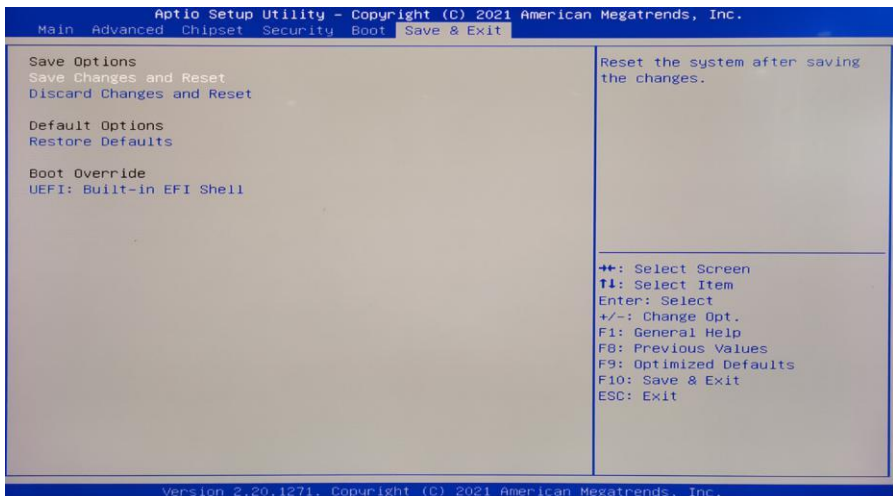 Aptio Setup Utility – Copyright (C) 2021 American Megatrends, Inc.
Main Advanced Chipset Security Boot Save & Exit
Save Options
Save Changes and Reset
Discard Changes and Reset
Default Options
Restore Defaults
Boot Override
UEFI: Built-in EFI Shell
Reset the system after saving
the changes.
→←: Select Screen
↑↓: Select Item
Enter: Select
+/-: Change Opt.
F1: General Help
F8: Previous Values
F9: Optimized Defaults
F10: Save & Exit
ESC: Exit
Version 2.20.1271. Copyright (C) 2021 American Megatrends, Inc.